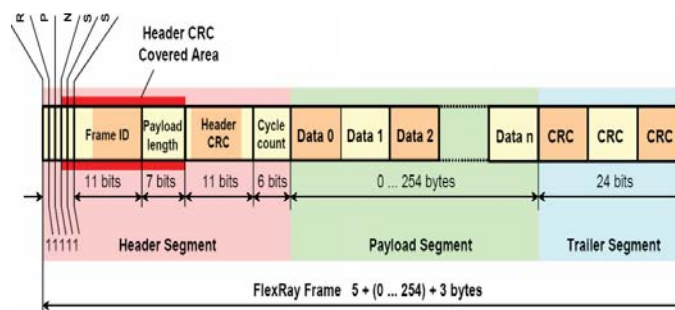 R P N S S
Header CRC
Covered Area
Frame ID
Payload
length
Header
CRC
Cycle
count
Data 0
Data 1
Data 2
Data n
CRC
CRC
CRC
11111
11 bits
7 bits
11 bits
6 bits
0 ... 254 bytes
24 bits
Header Segment
Payload Segment
Trailer Segment
FlexRay Frame 5 + (0 ... 254) + 3 bytes